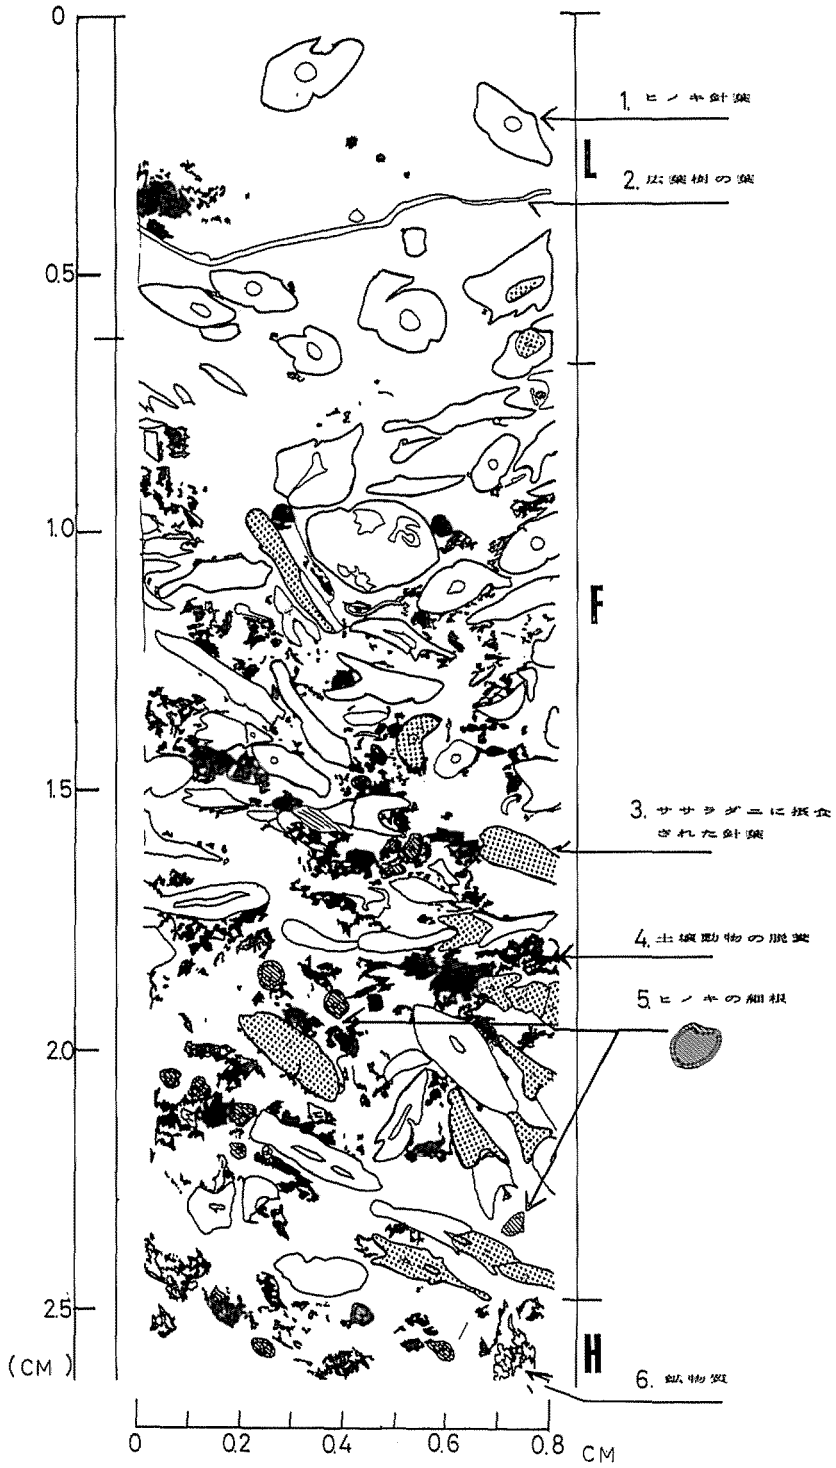 0
1. ヒノキ針葉
L
2. 広葉樹の葉
0.5
1.0
F
1.5
3. ササラダニに摂食
された針葉
4. 土壌動物の脱糞
5. ヒノキの細根
2.0
2.5
(CM)
H
6. 鉱物質
0 0.2 0.4 0.6 0.8 CM